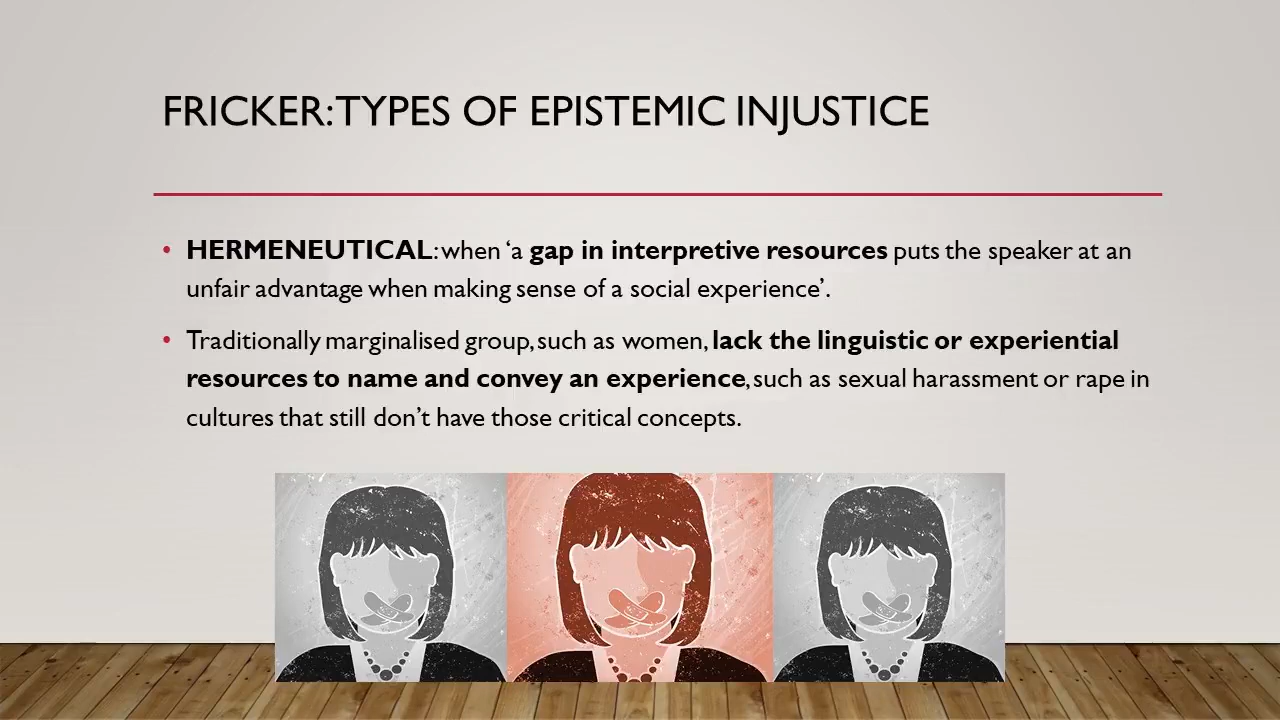 FRICKER: TYPES OF EPISTEMIC INJUSTICE
• HERMENEUTICAL: when ‘a gap in interpretive resources puts the speaker at an
unfair advantage when making sense of a social experience’.
• Traditionally marginalised group, such as women, lack the linguistic or experiential
resources to name and convey an experience, such as sexual harassment or rape in
cultures that still don’t have those critical concepts.